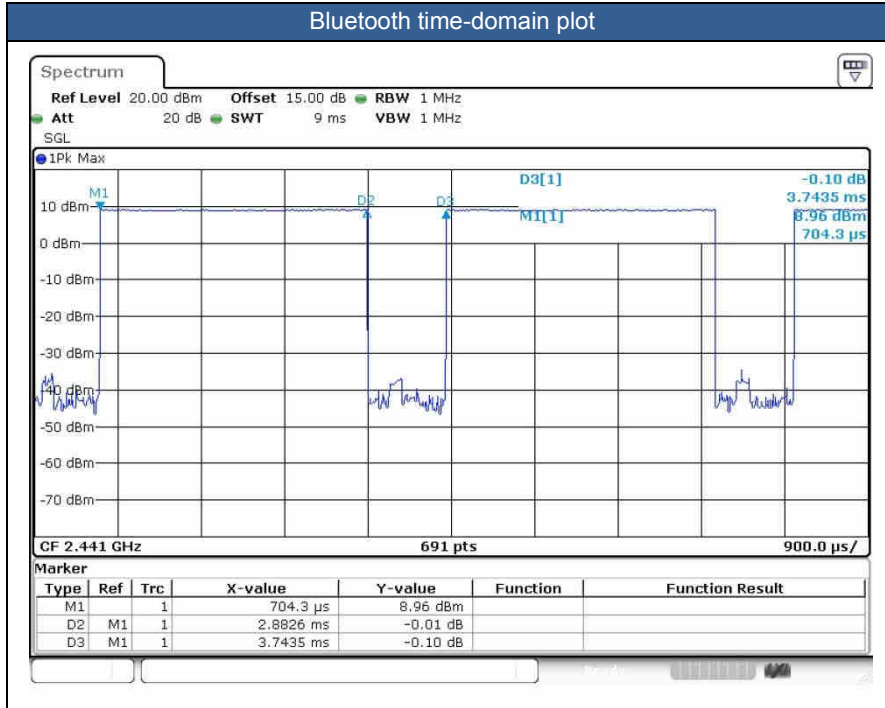 Bluetooth time-domain plot
Spectrum
Ref Level 20.00 dBm Offset 15.00 dB RBW 1 MHz
Att 20 dB SWT 9 ms VBW 1 MHz
SGL
1Pk Max
D3[1] -0.10 dB
3.7435 ms
M1[1] 8.96 dBm
704.3 µs
M1
D2
D3
10 dBm
0 dBm
-10 dBm
-20 dBm
-30 dBm
-40 dBm
-50 dBm
-60 dBm
-70 dBm
CF 2.441 GHz 691 pts 900.0 µs/
Marker
Type Ref Trc X-value Y-value Function Function Result
M1 1 704.3 µs 8.96 dBm
D2 M1 1 2.8826 ms -0.01 dB
D3 M1 1 3.7435 ms -0.10 dB